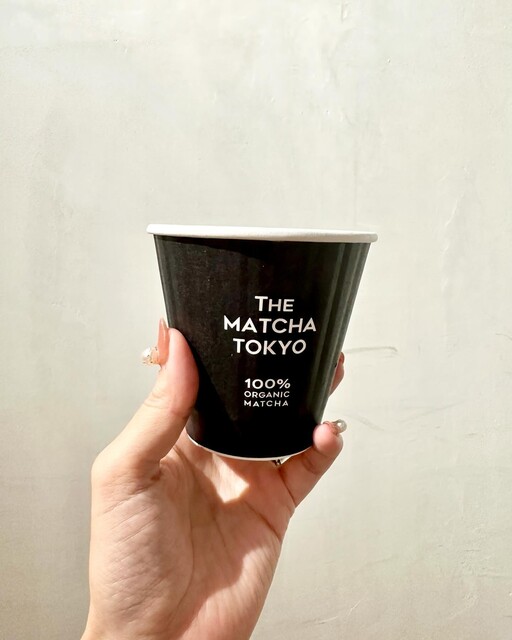 THE
MATCHA
TOKYO
100%
ORGANIC
MATCHA